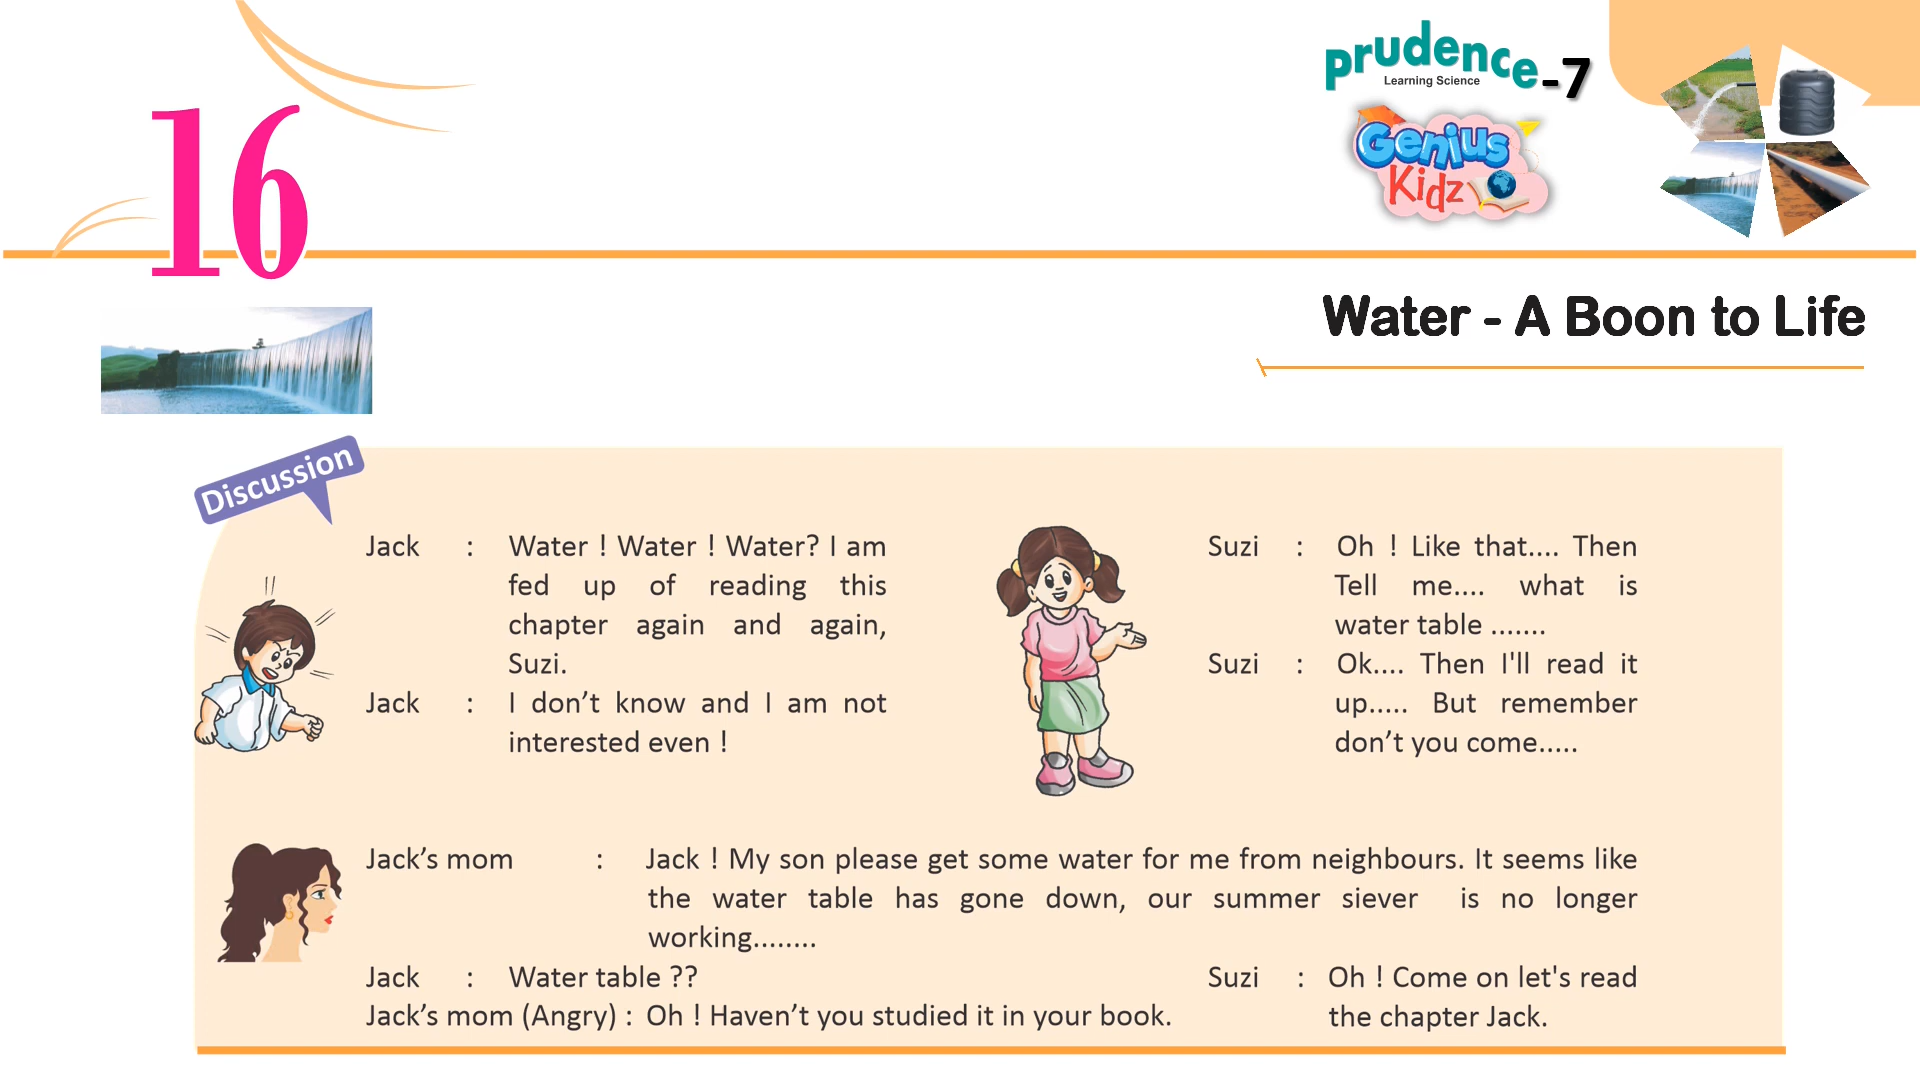 16
prudence-7
Learning Science
Genius
Kidz
Water - A Boon to Life
Discussion
Jack : Water ! Water ! Water? I am
fed up of reading this
chapter again and again,
Suzi.
Suzi : Oh ! Like that.... Then
Tell me.... what is
water table .......
Jack : I don’t know and I am not
interested even !
Suzi : Ok.... Then I'll read it
up..... But remember
don’t you come.....
Jack’s mom : Jack ! My son please get some water for me from neighbours. It seems like
the water table has gone down, our summer siever is no longer
working........
Jack : Water table ??
Jack’s mom (Angry) : Oh ! Haven’t you studied it in your book.
Suzi : Oh ! Come on let's read
the chapter Jack.